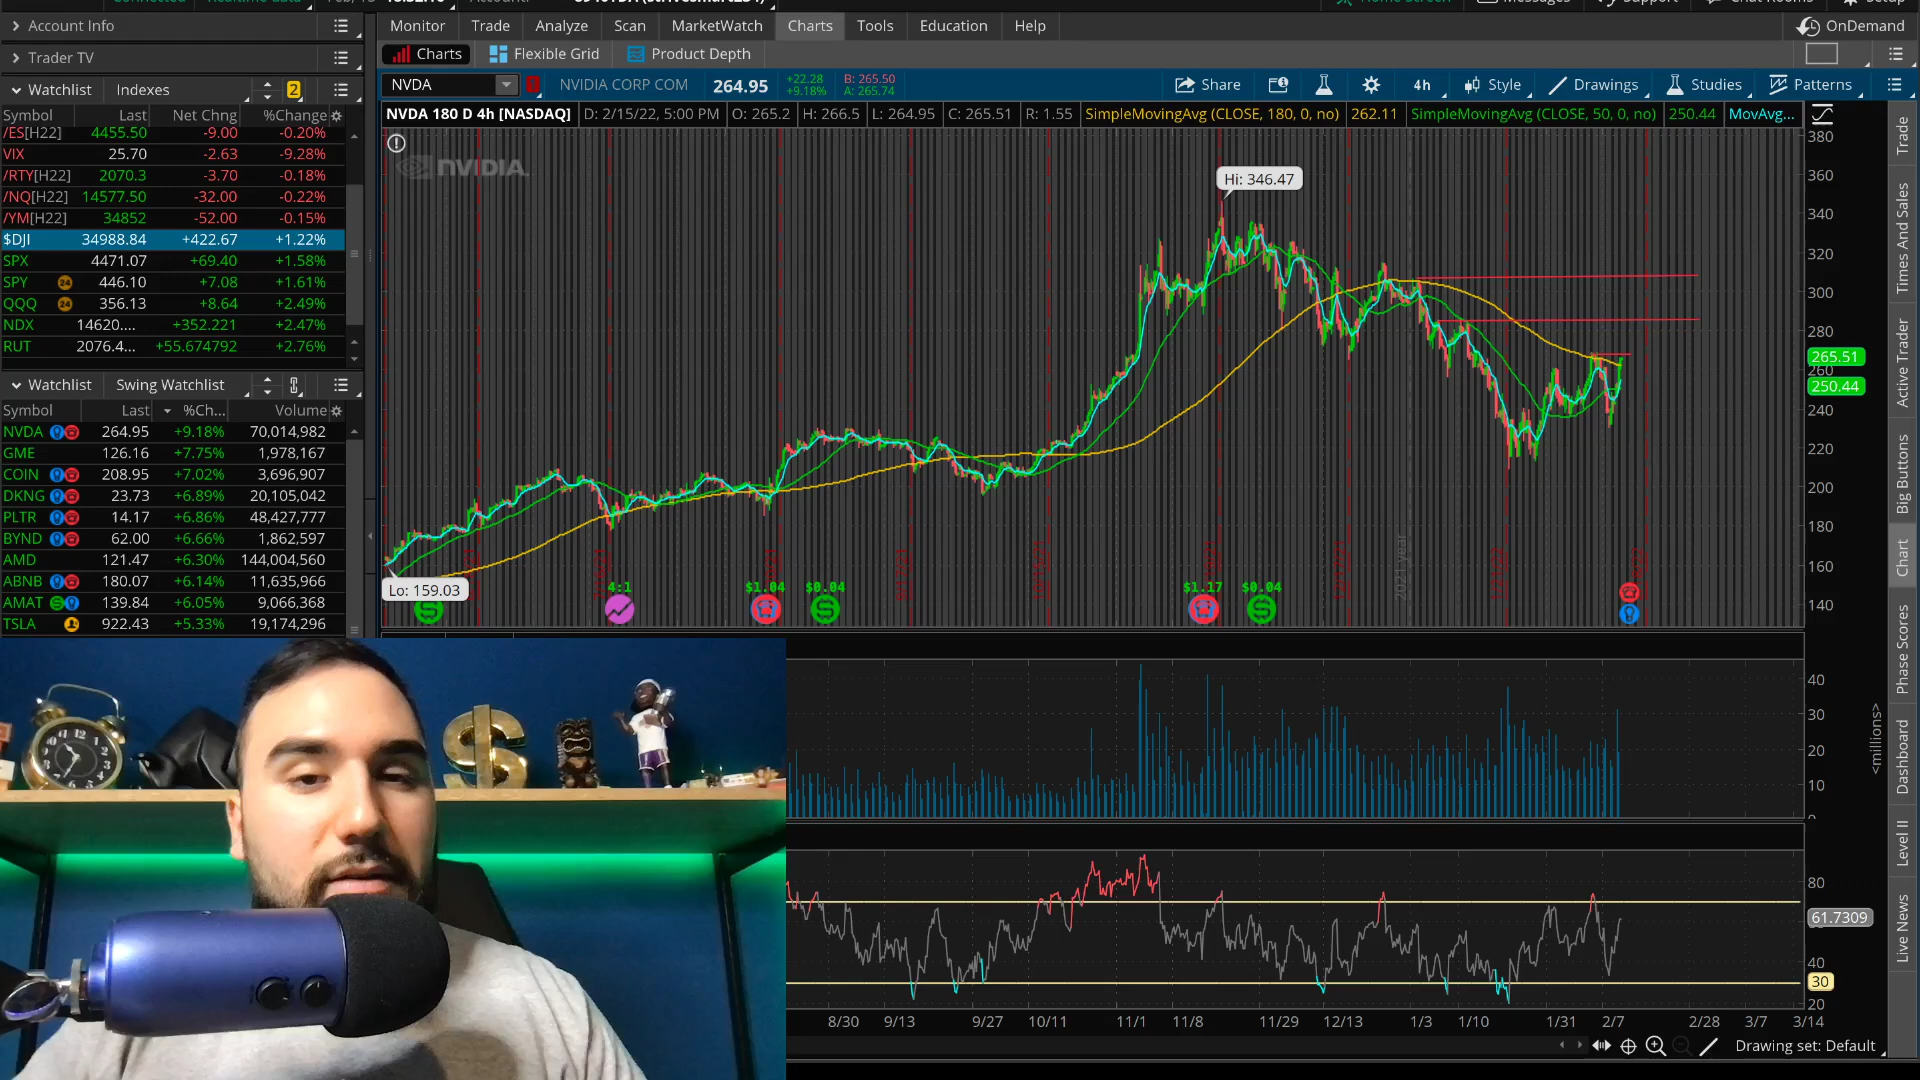 Account Info
Trader TV
Watchlist Indexes 2
Symbol Last Net Chng %Change
/ES[H22] 4455.50 -9.00 -0.20%
VIX 25.70 -2.63 -9.28%
/RTY[H22] 2070.3 -3.70 -0.18%
/NQ[H22] 14577.50 -32.00 -0.22%
/YM[H22] 34852 -52.00 -0.15%
$DJI 34988.84 +422.67 +1.22%
SPX 4471.07 +69.40 +1.58%
SPY 24 446.10 +7.08 +1.61%
QQQ 24 356.13 +8.64 +2.49%
NDX 14620.... +352.221 +2.47%
RUT 2076.4... +55.674792 +2.76%
Watchlist Swing Watchlist
Symbol Last %Ch... Volume
NVDA 264.95 +9.18% 70,014,982
GME 126.16 +7.75% 1,978,167
COIN 208.95 +7.02% 3,696,907
DKNG 23.73 +6.89% 20,105,042
PLTR 14.17 +6.86% 48,427,777
BYND 62.00 +6.66% 1,862,597
AMD 121.47 +6.30% 144,004,560
ABNB 180.07 +6.14% 11,635,966
AMAT 139.84 +6.05% 9,066,368
TSLA 922.43 +5.33% 19,174,296
Monitor Trade Analyze Scan MarketWatch Charts Tools Education Help
OnDemand
Charts Flexible Grid Product Depth
NVDA NVIDIA CORP COM 264.95 +22.28 B: 265.50
+9.18% A: 265.74
Share 4h Style Drawings Studies Patterns
NVDA 180 D 4h [NASDAQ] D: 2/15/22, 5:00 PM O: 265.2 H: 266.5 L: 264.95 C: 265.51 R: 1.55 SimpleMovingAvg (CLOSE, 180, 0, no) 262.11 SimpleMovingAvg (CLOSE, 50, 0, no) 250.44 MovAvg...
NVIDIA.
Hi: 346.47
Lo: 159.03
4:1 $1.04 $0.04 $1.17 $0.04
2021 year
380
360
340
320
300
280
265.51
260
250.44
240
220
200
180
160
140
40
30
20
10
<millions>
80
61.7309
40
30
20
8/30 9/13 9/27 10/11 11/1 11/8 11/29 12/13 1/3 1/10 1/31 2/7 2/28 3/7 3/14
Drawing set: Default
Trade
Times And Sales
Active Trader
Big Buttons
Chart
Phase Scores
Dashboard
Level II
Live News